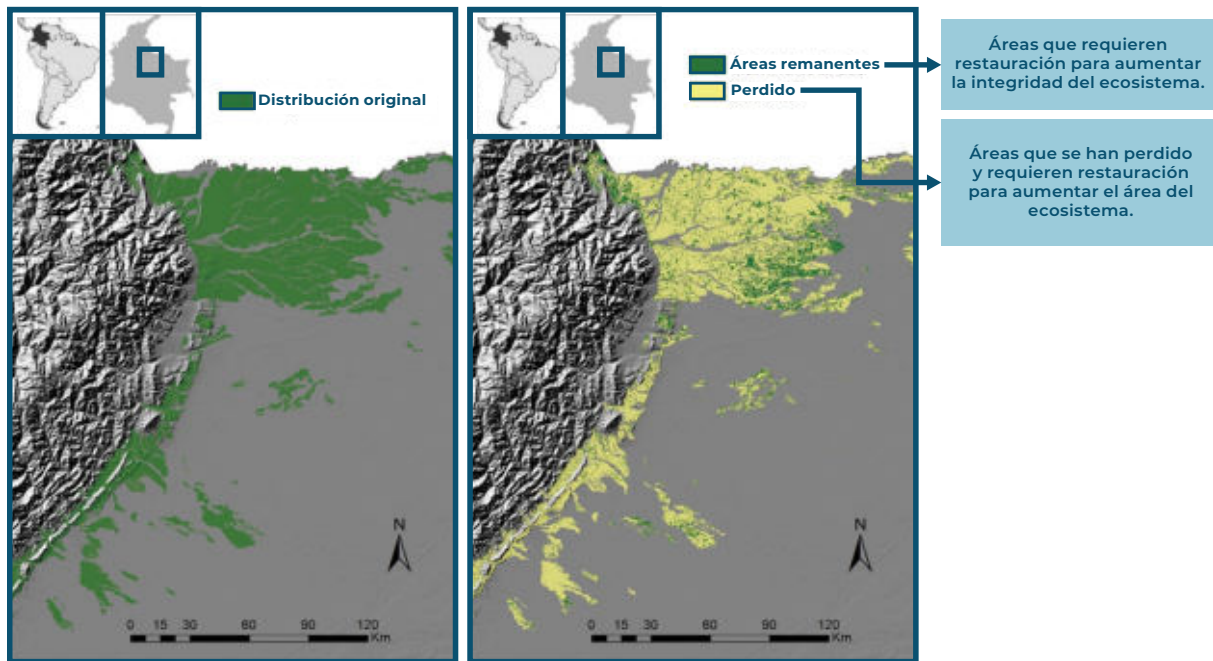 Distribución original
N
0 15 30 60 90 120
Km
Áreas remanentes
Perdido
N
0 15 30 60 90 120
Km
Áreas que requieren
restauración para aumentar
la integridad del ecosistema.
Áreas que se han perdido
y requieren restauración
para aumentar el área del
ecosistema.